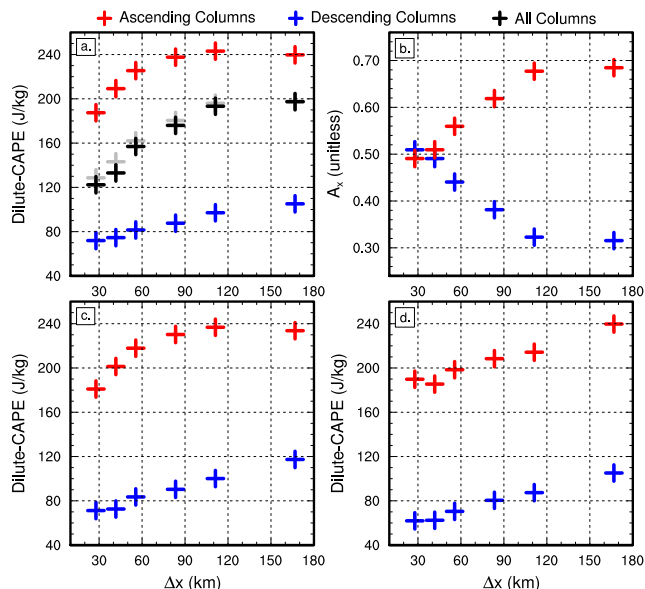 Ascending Columns Descending Columns All Columns
a.
240
200
160
120
80
40
Dilute-CAPE (J/kg)
30 60 90 120 150 180
b.
0.70
0.60
0.50
0.40
0.30
Aₓ (unitless)
30 60 90 120 150 180
c.
240
200
160
120
80
40
Dilute-CAPE (J/kg)
30 60 90 120 150 180
Δx (km)
d.
240
200
160
120
80
40
Dilute-CAPE (J/kg)
30 60 90 120 150 180
Δx (km)